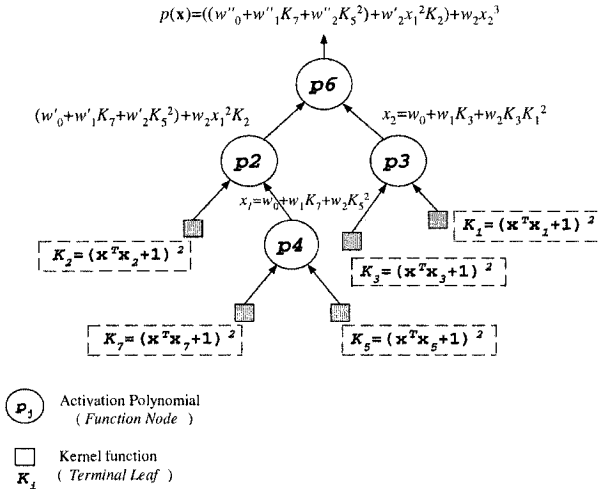 p(x)=((w''₀+w''₁K₇+w''₂K₅²)+w'₂x₁²K₂)+w₂x₂³
p6
(w'₀+w'₁K₇+w'₂K₅²)+w₂x₁²K₂
x₂=w₀+w₁K₃+w₂K₃K₁²
p2
p3
x₁=w₀+w₁K₇+w₂K₅²
K₂=(xᵀx₂+1)²
p4
K₁=(xᵀx₁+1)²
K₃=(xᵀx₃+1)²
K₇=(xᵀx₇+1)²
K₅=(xᵀx₅+1)²
pⱼ
Activation Polynomial
( Function Node )
Kernel function
Kᵢ
( Terminal Leaf )